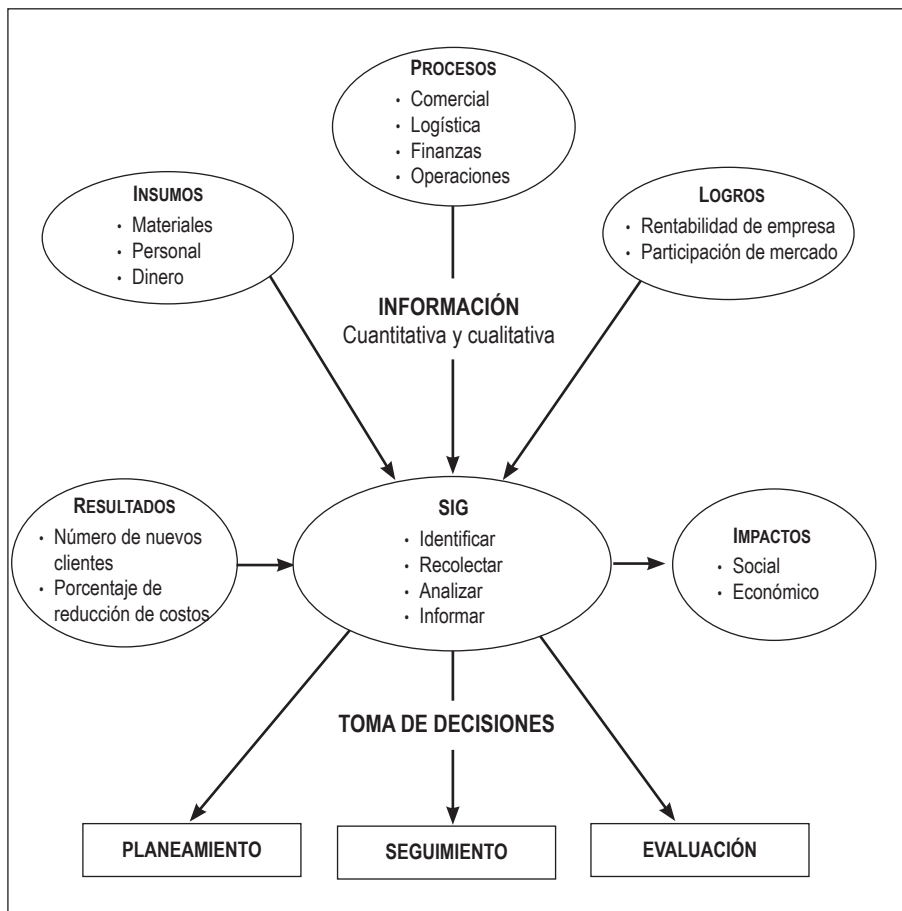 PROCESOS
• Comercial
• Logística
• Finanzas
• Operaciones
INSUMOS
• Materiales
• Personal
• Dinero
LOGROS
• Rentabilidad de empresa
• Participación de mercado
INFORMACIÓN
Cuantitativa y cualitativa
RESULTADOS
• Número de nuevos
clientes
• Porcentaje de
reducción de costos
SIG
• Identificar
• Recolectar
• Analizar
• Informar
IMPACTOS
• Social
• Económico
TOMA DE DECISIONES
PLANEAMIENTO
SEGUIMIENTO
EVALUACIÓN